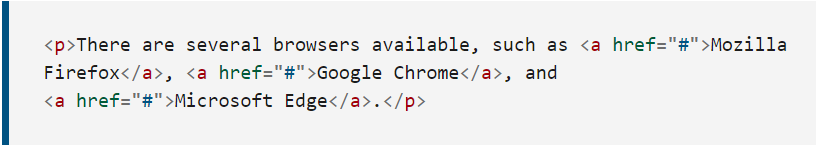 <p>There are several browsers available, such as <a href="#">Mozilla
Firefox</a>, <a href="#">Google Chrome</a>, and
<a href="#">Microsoft Edge</a>.</p>